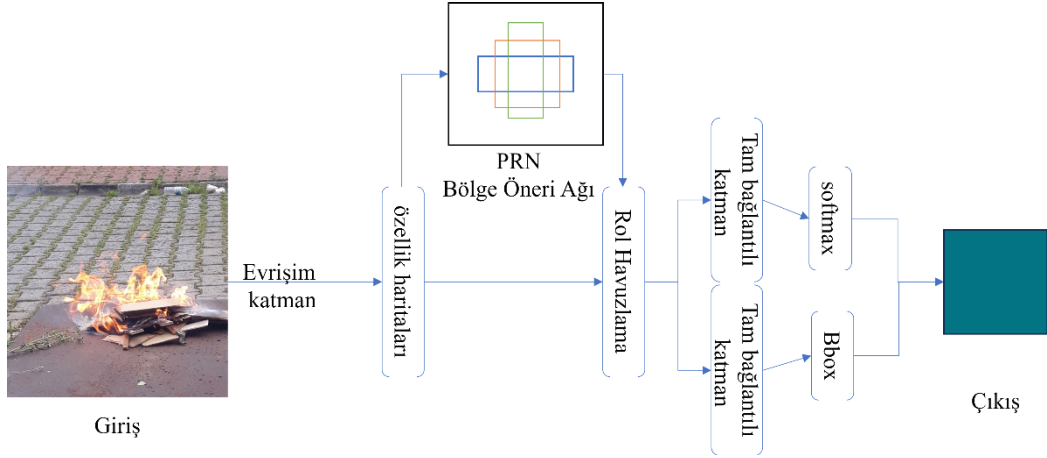 PRN
Bölge Öneri Ağı
Giriş
Evrişim
katman
özellik haritaları
Rol Havuzlama
Tam bağlantılı
katman
softmax
Tam bağlantılı
katman
Bbox
Çıkış